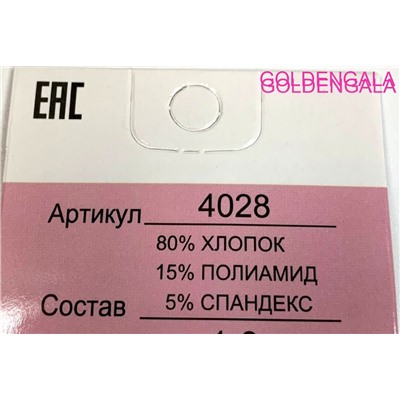 GOLDENGALA
GOLDENGALA
EAC
Артикул 4028
80% ХЛОПОК
15% ПОЛИАМИД
Состав 5% СПАНДЕКС